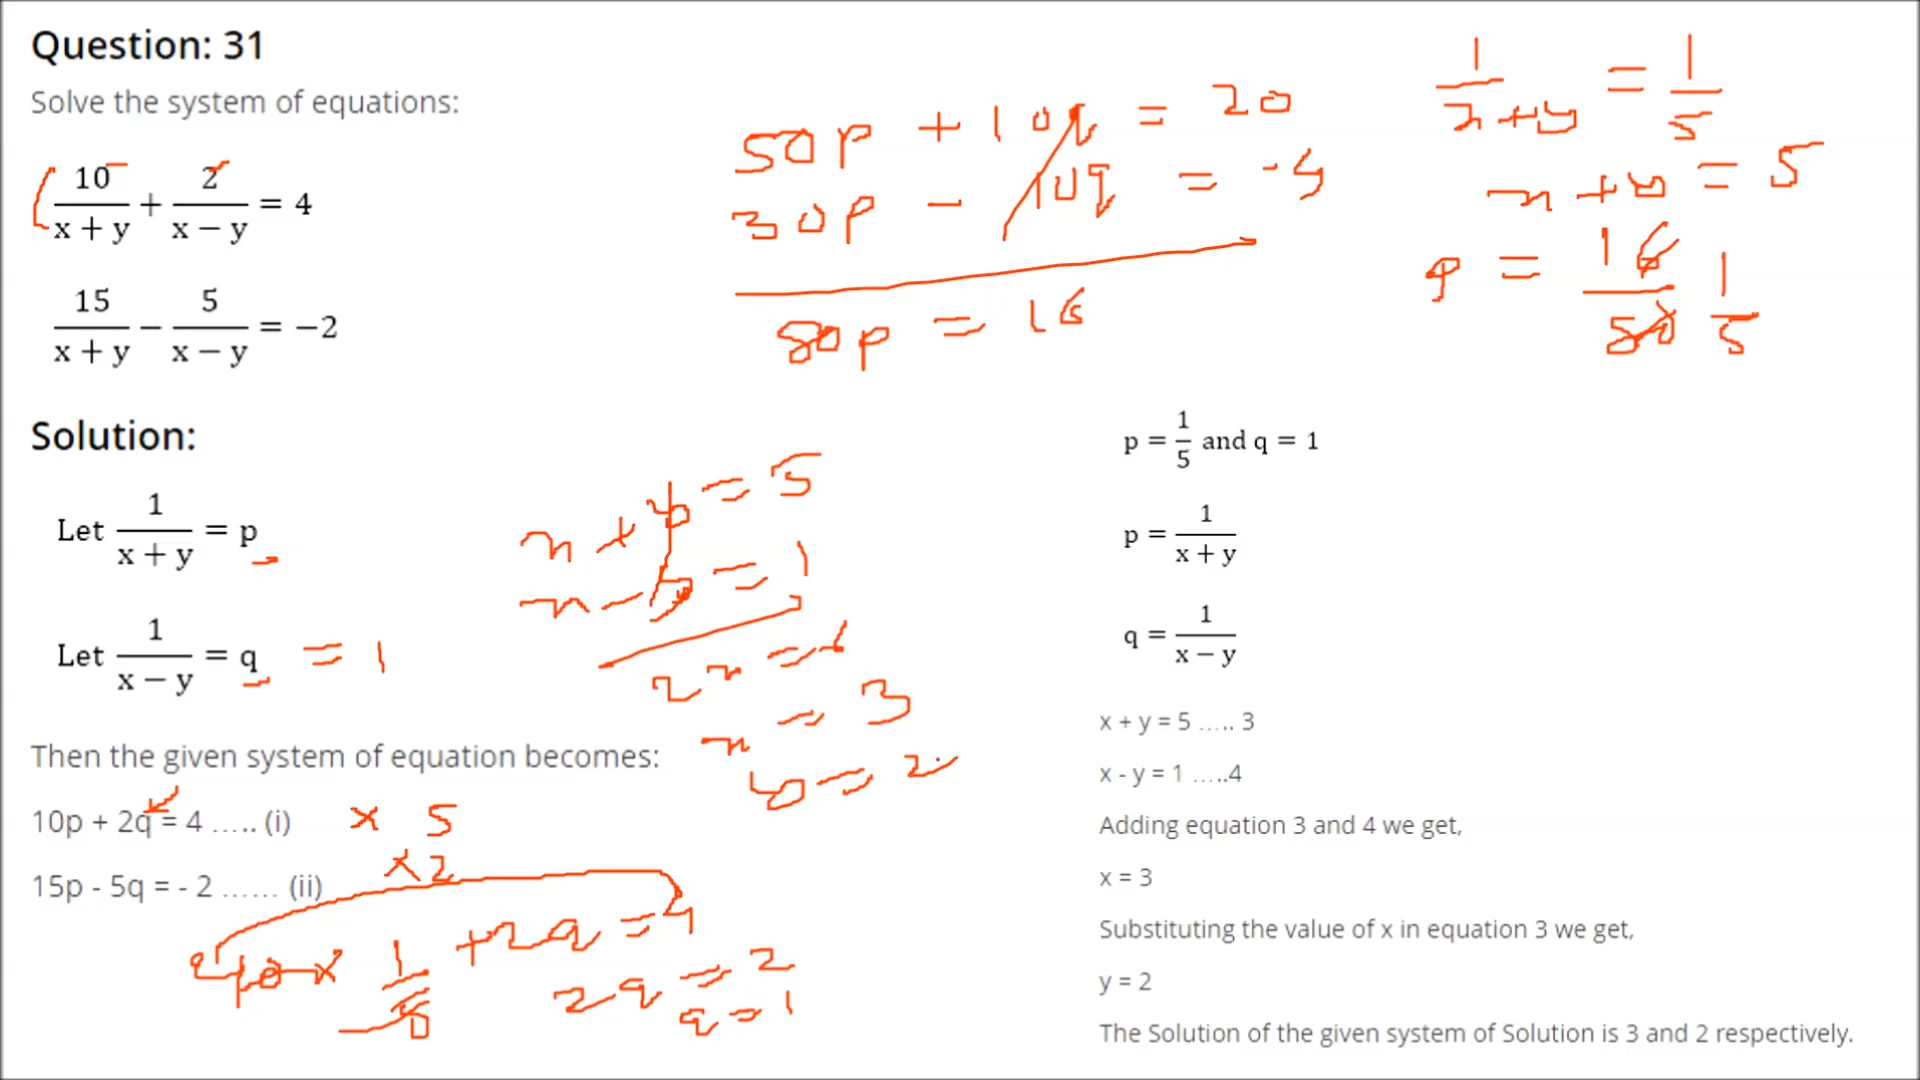 Question: 31
Solve the system of equations:
10/(x + y) + 2/(x − y) = 4
15/(x + y) − 5/(x − y) = −2
Solution:
Let 1/(x + y) = p
Let 1/(x − y) = q = 1
Then the given system of equation becomes:
10p + 2q = 4 ..... (i) × 5
15p - 5q = - 2 ...... (ii) × 2
10 × 1/5 + 2q = 4
2q = 2
q = 1
x + y = 5
x − y = 1
2x = 6
x = 3
y = 2
50p + 10q = 20
30p − 10q = -4
80p = 16
1/(x + y) = 1/5
x + y = 5
p = 16/80 1/5
p = 1/5 and q = 1
p = 1/(x + y)
q = 1/(x − y)
x + y = 5 ..... 3
x - y = 1 .....4
Adding equation 3 and 4 we get,
x = 3
Substituting the value of x in equation 3 we get,
y = 2
The Solution of the given system of Solution is 3 and 2 respectively.